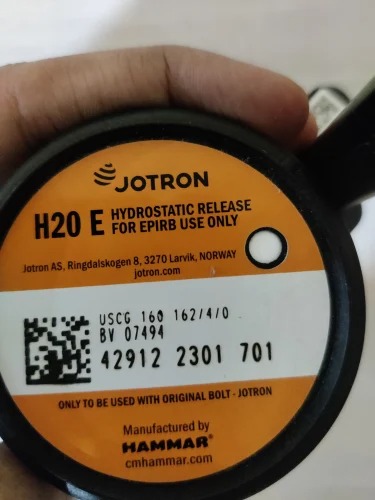 JOTRON
H20 E HYDROSTATIC RELEASE
FOR EPIRB USE ONLY
Jotron AS, Ringdalskogen 8, 3270 Larvik, NORWAY
jotron.com
USCG 160 162/4/0
BV 07494
42912 2301 701
ONLY TO BE USED WITH ORIGINAL BOLT - JOTRON
Manufactured by
HAMMAR®
cmhammar.com